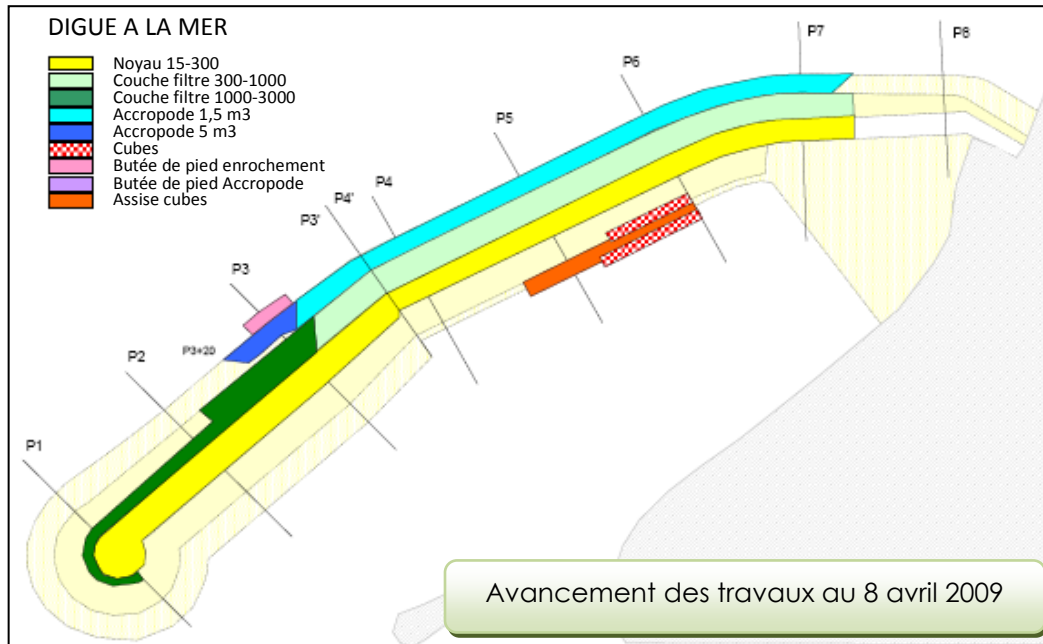 DIGUE A LA MER
Noyau 15-300
Couche filtre 300-1000
Couche filtre 1000-3000
Accropode 1,5 m3
Accropode 5 m3
Cubes
Butée de pied enrochement
Butée de pied Accropode
Assise cubes
P7
P8
P6
P5
P4
P4'
P3'
P3
P3+20
P2
P1
Avancement des travaux au 8 avril 2009